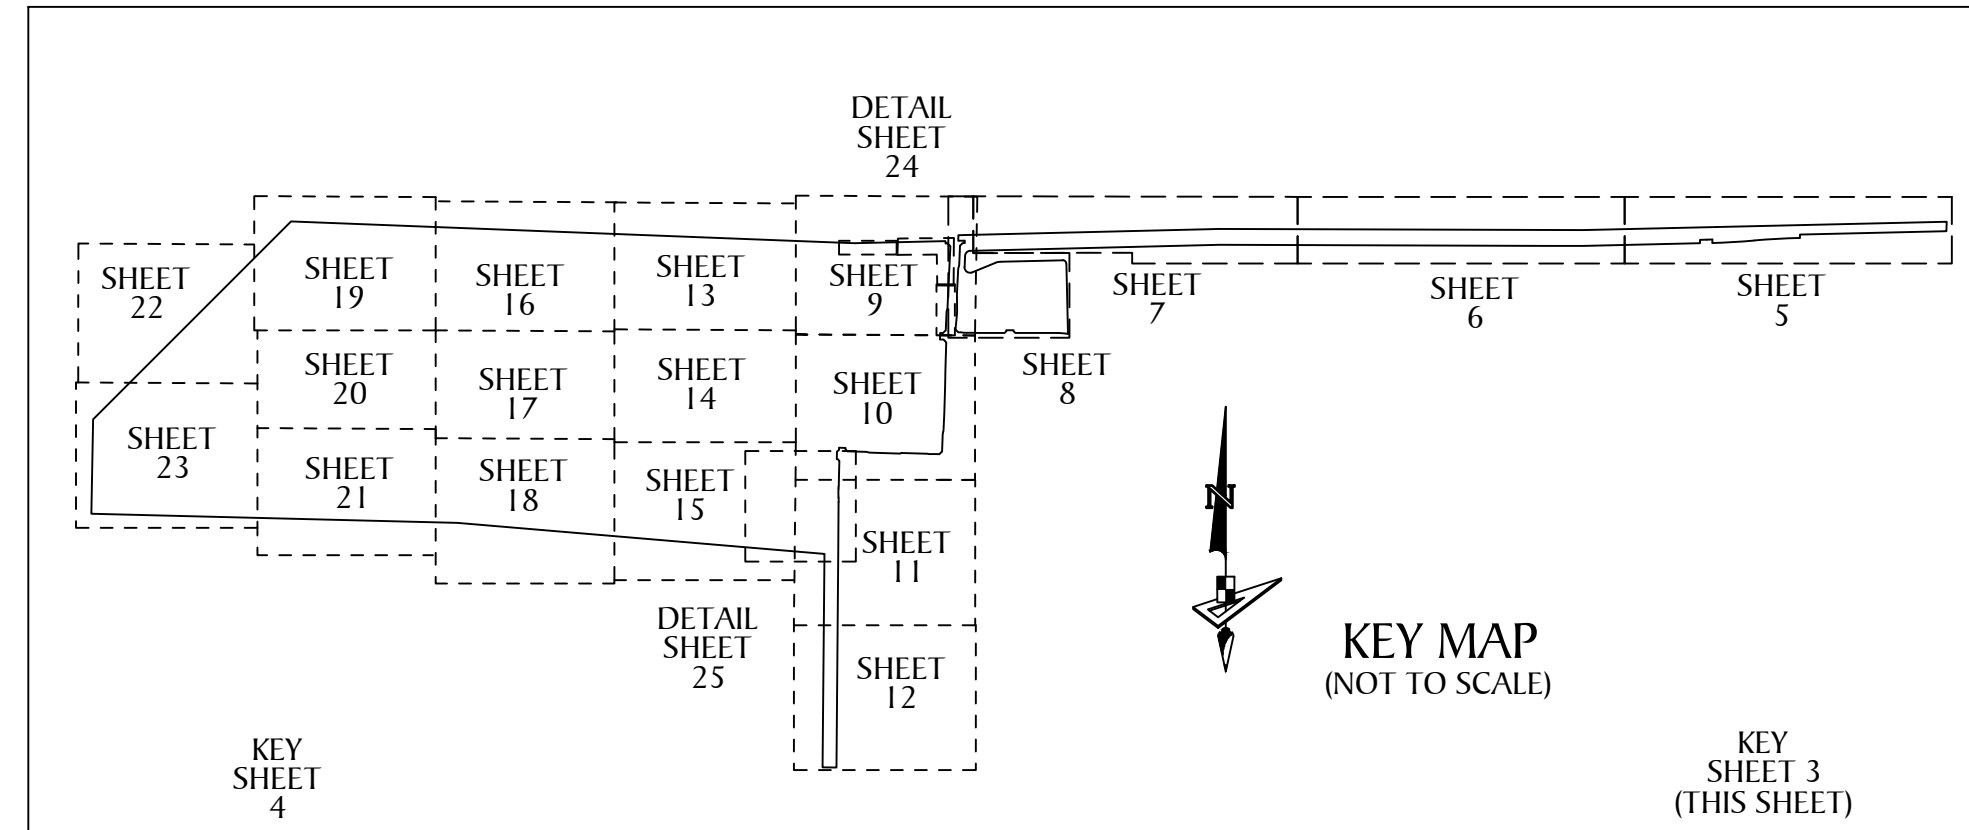 DETAIL
SHEET
24
SHEET
22
SHEET
19
SHEET
16
SHEET
13
SHEET
9
SHEET
7
SHEET
6
SHEET
5
SHEET
20
SHEET
17
SHEET
14
SHEET
10
SHEET
8
SHEET
23
SHEET
21
SHEET
18
SHEET
15
SHEET
11
N
DETAIL
SHEET
25
SHEET
12
KEY MAP
(NOT TO SCALE)
KEY
SHEET
4
KEY
SHEET 3
(THIS SHEET)